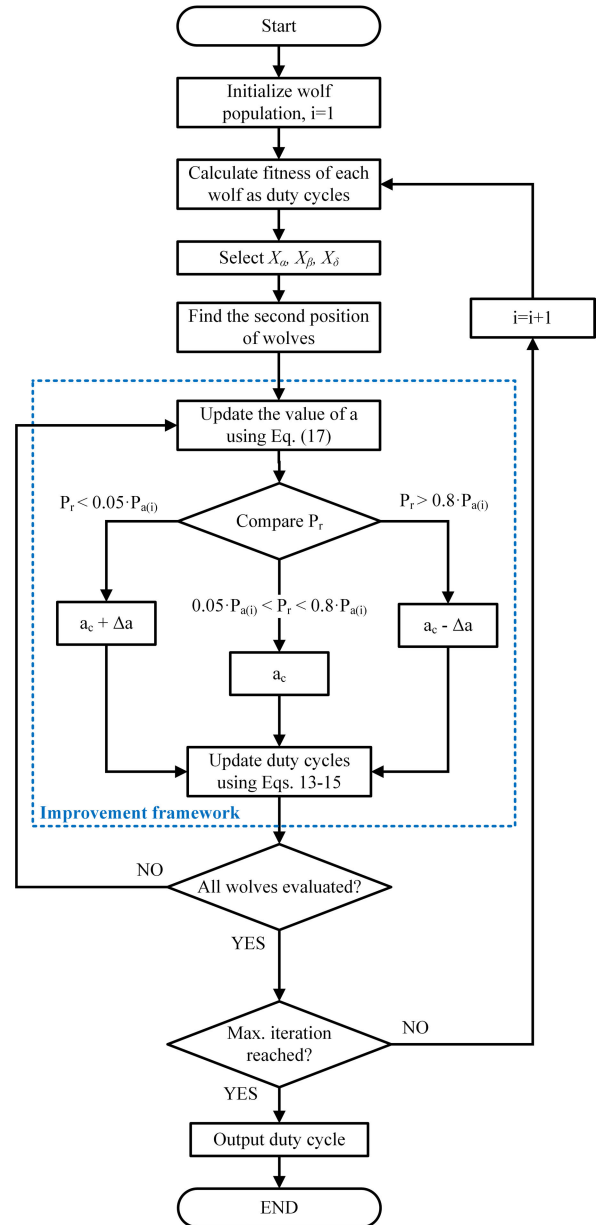 Start
Initialize wolf
population, i=1
Calculate fitness of each
wolf as duty cycles
Select Xα, Xβ, Xδ
Find the second position
of wolves
i=i+1
Update the value of a
using Eq. (17)
Pr < 0.05·Pa(i)
Compare Pr
Pr > 0.8·Pa(i)
ac + Δa
0.05·Pa(i) < Pr < 0.8·Pa(i)
ac - Δa
ac
Update duty cycles
using Eqs. 13-15
Improvement framework
NO
All wolves evaluated?
YES
Max. iteration
reached?
NO
YES
Output duty cycle
END